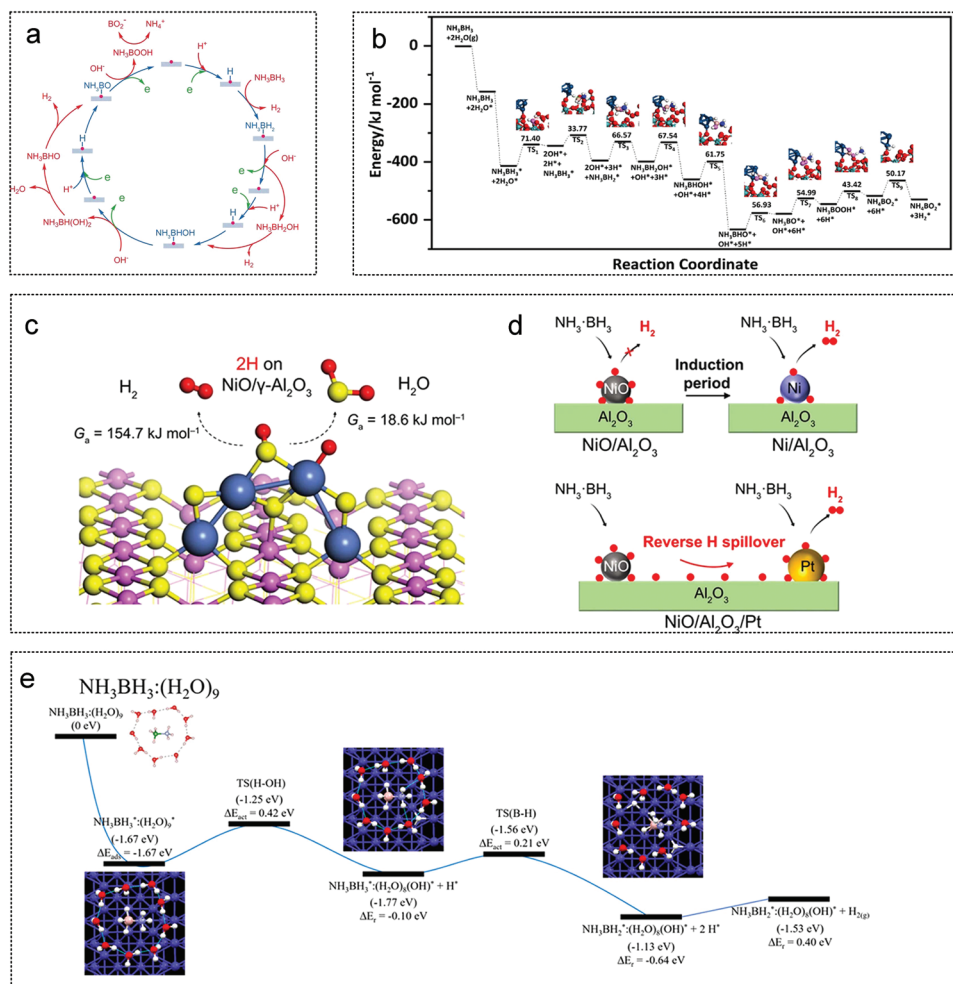 a
BO₂⁻
NH₄⁺
NH₃BOOH
OH⁻
H⁺
H
NH₃BH₃
e
e
NH₃BO
H₂
H₂
NH₃BH₂
H
OH⁻
NH₃BHO
e
e
H⁺
H⁺
H₂O
e
H
NH₃BH(OH)₂
NH₃BHOH
NH₃BH₂OH
OH⁻
H₂
b
Energy/kJ mol⁻¹
0
-200
-400
-600
NH₃BH₃
+2H₂O(g)
NH₃BH₃
+2H₂O*
NH₃BH₃*
+2H₂O*
71.40
TS₁
2OH*+
2H*+
NH₃BH₃*
33.77
TS₂
2OH*+3H*
+NH₃BH₂*
66.57
TS₃
NH₃BH₂OH*
+OH*+3H*
67.54
TS₄
NH₃BHOH*
+OH*+4H*
61.75
TS₅
NH₃BHO*+
OH*+5H*
56.93
TS₆
NH₃BO*+
OH*+6H*
54.99
TS₇
NH₃BOOH*
+6H*
43.42
TS₈
NH₄BO₂*
+6H*
50.17
TS₉
NH₄BO₂*
+3H₂*
Reaction Coordinate
c
2H on
NiO/γ-Al₂O₃
H₂
H₂O
Gₐ = 154.7 kJ mol⁻¹
Gₐ = 18.6 kJ mol⁻¹
d
NH₃·BH₃
H₂
NiO
Al₂O₃
NiO/Al₂O₃
Induction
period
NH₃·BH₃
H₂
Ni
Al₂O₃
Ni/Al₂O₃
NH₃·BH₃
NH₃·BH₃
H₂
NiO
Reverse H spillover
Pt
Al₂O₃
NiO/Al₂O₃/Pt
e
NH₃BH₃:(H₂O)₉
NH₃BH₃:(H₂O)₉
(0 eV)
NH₃BH₃*:(H₂O)₉*
(-1.67 eV)
ΔE_ads = -1.67 eV
TS(H-OH)
(-1.25 eV)
ΔE_act = 0.42 eV
NH₃BH₃*:(H₂O)₈(OH)* + H*
(-1.77 eV)
ΔEᵣ= -0.10 eV
TS(B-H)
(-1.56 eV)
ΔE_act = 0.21 eV
NH₃BH₂*:(H₂O)₈(OH)* + 2 H*
(-1.13 eV)
ΔEᵣ = -0.64 eV
NH₃BH₂*:(H₂O)₈(OH)* + H₂(g)
(-1.53 eV)
ΔEᵣ = 0.40 eV